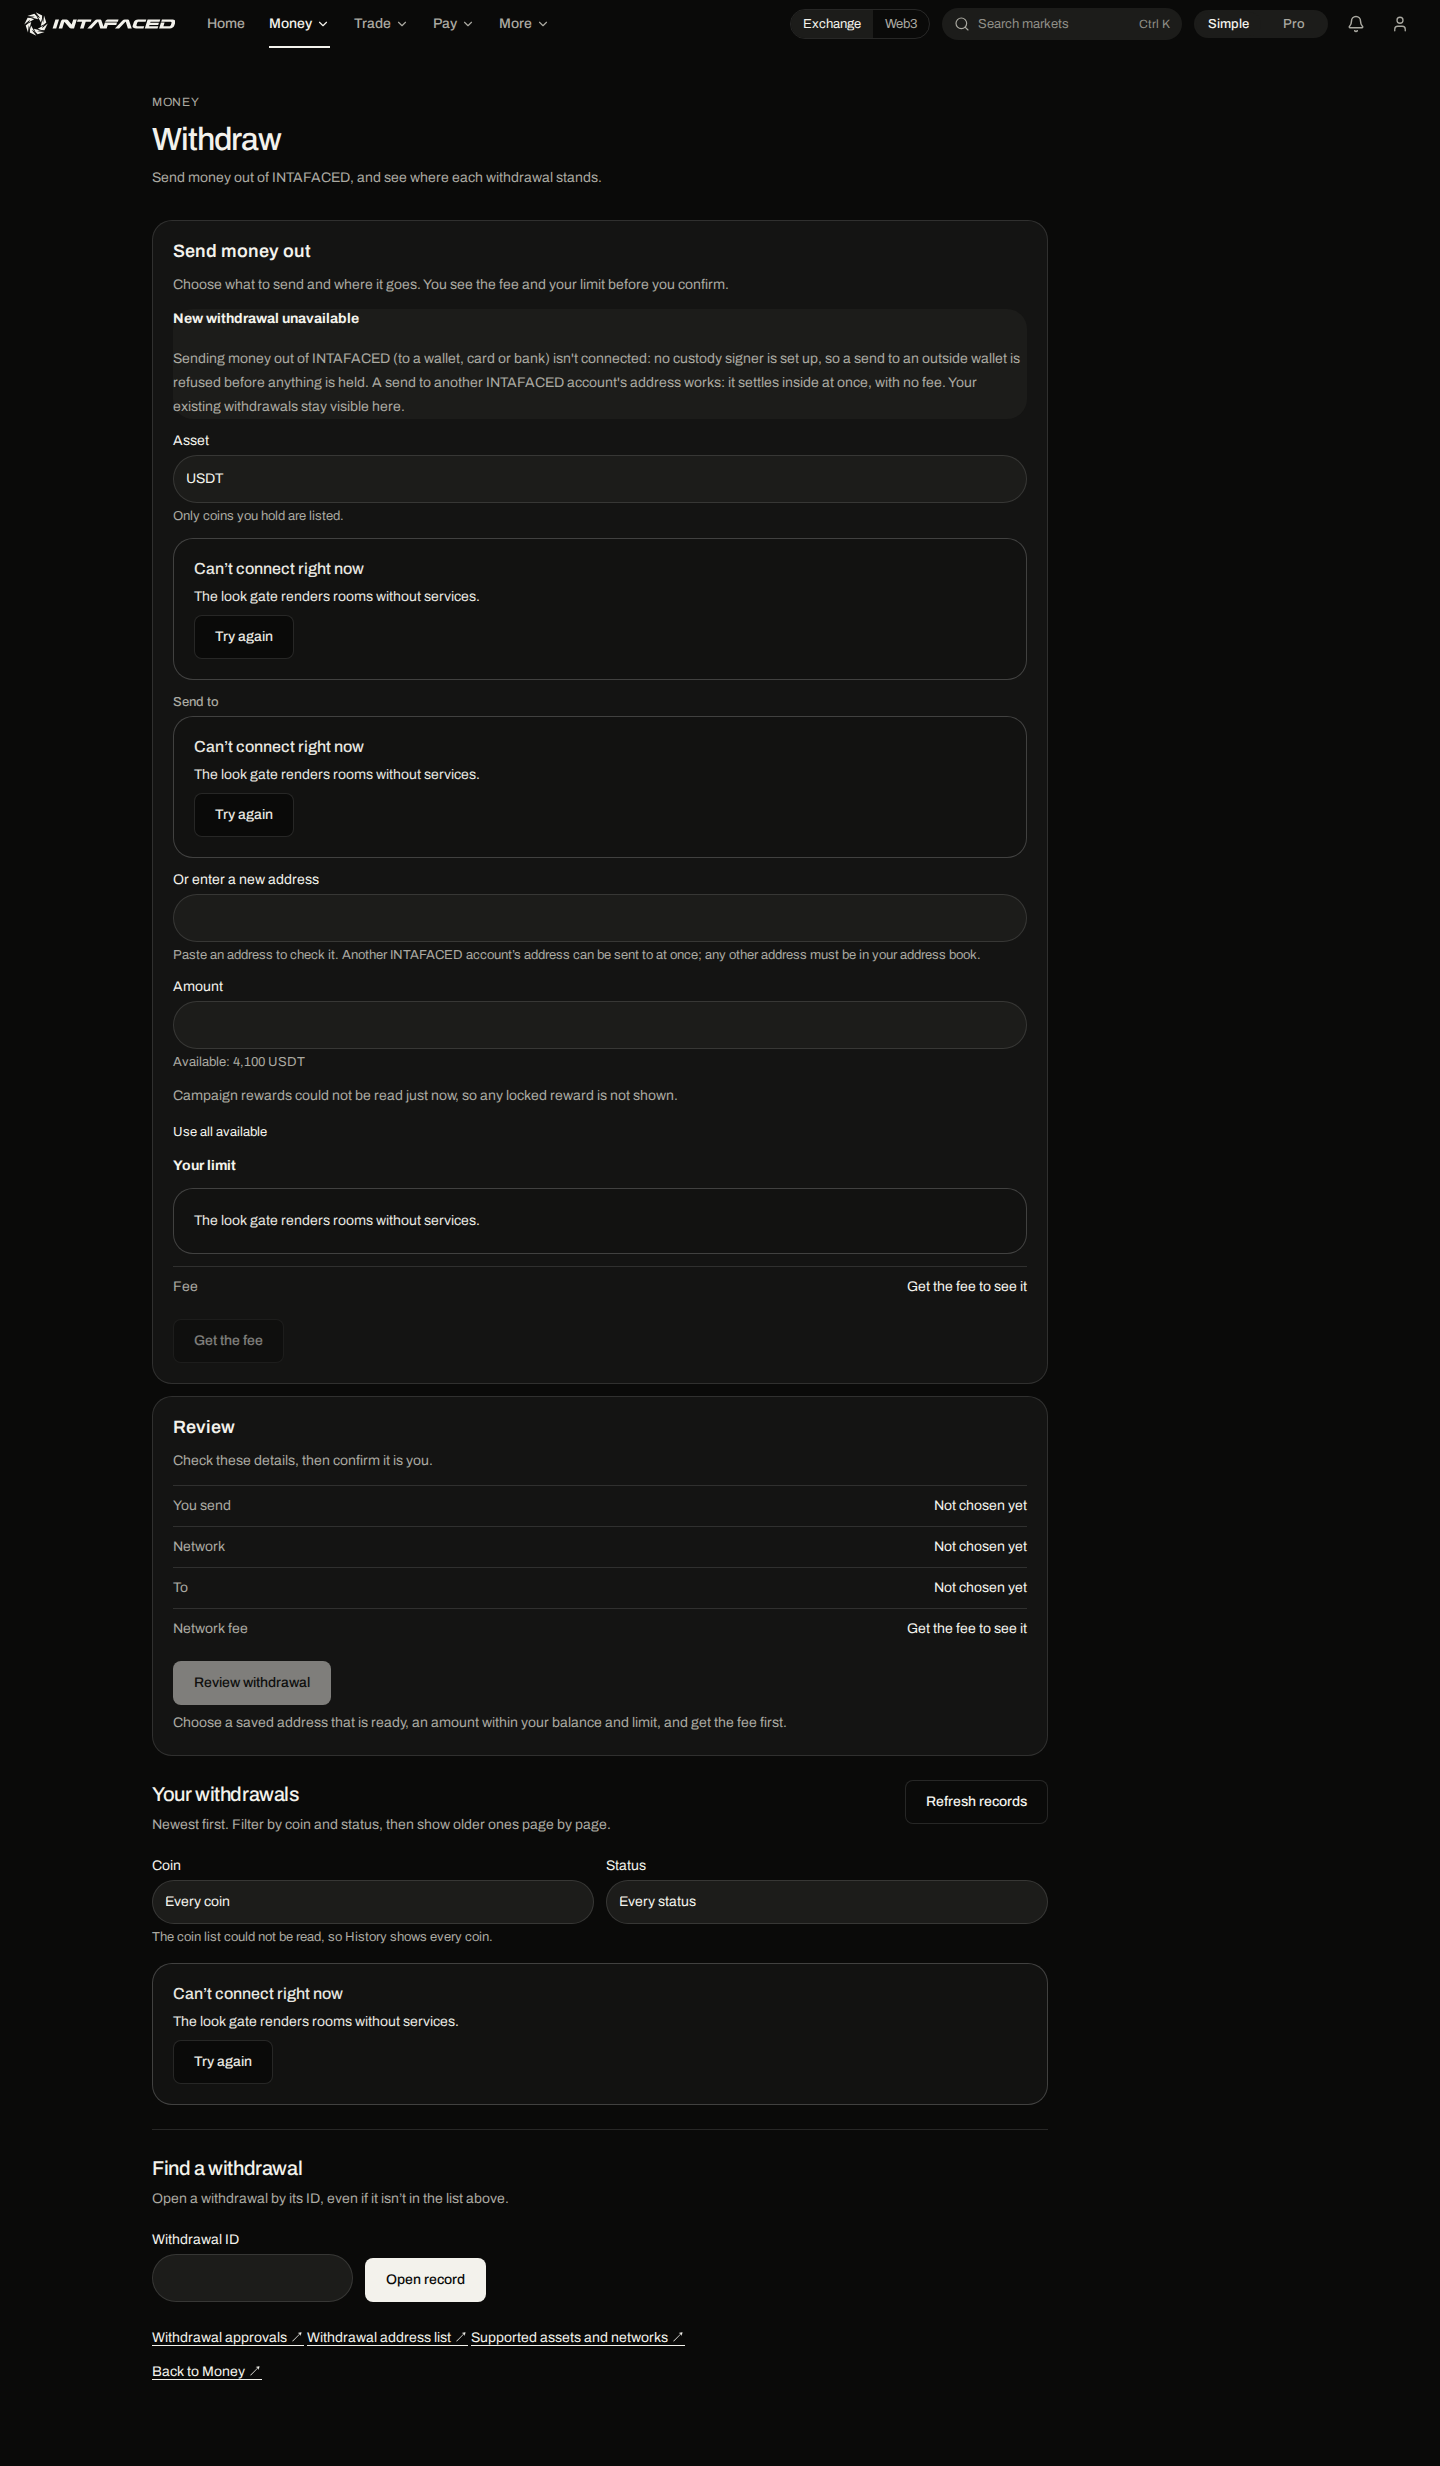 INTAFACED
Home
Money
Trade
Pay
More
Exchange
Web3
Search markets
Ctrl K
Simple
Pro
MONEY
Withdraw
Send money out of INTAFACED, and see where each withdrawal stands.
Send money out
Choose what to send and where it goes. You see the fee and your limit before you confirm.
New withdrawal unavailable
Sending money out of INTAFACED (to a wallet, card or bank) isn't connected: no custody signer is set up, so a send to an outside wallet is
refused before anything is held. A send to another INTAFACED account's address works: it settles inside at once, with no fee. Your
existing withdrawals stay visible here.
Asset
USDT
Only coins you hold are listed.
Can’t connect right now
The look gate renders rooms without services.
Try again
Send to
Can’t connect right now
The look gate renders rooms without services.
Try again
Or enter a new address
Paste an address to check it. Another INTAFACED account’s address can be sent to at once; any other address must be in your address book.
Amount
Available: 4,100 USDT
Campaign rewards could not be read just now, so any locked reward is not shown.
Use all available
Your limit
The look gate renders rooms without services.
Fee
Get the fee to see it
Get the fee
Review
Check these details, then confirm it is you.
You send
Not chosen yet
Network
Not chosen yet
To
Not chosen yet
Network fee
Get the fee to see it
Review withdrawal
Choose a saved address that is ready, an amount within your balance and limit, and get the fee first.
Your withdrawals
Refresh records
Newest first. Filter by coin and status, then show older ones page by page.
Coin
Status
Every coin
Every status
The coin list could not be read, so History shows every coin.
Can’t connect right now
The look gate renders rooms without services.
Try again
Find a withdrawal
Open a withdrawal by its ID, even if it isn’t in the list above.
Withdrawal ID
Open record
Withdrawal approvals ↗ Withdrawal address list ↗ Supported assets and networks ↗
Back to Money ↗